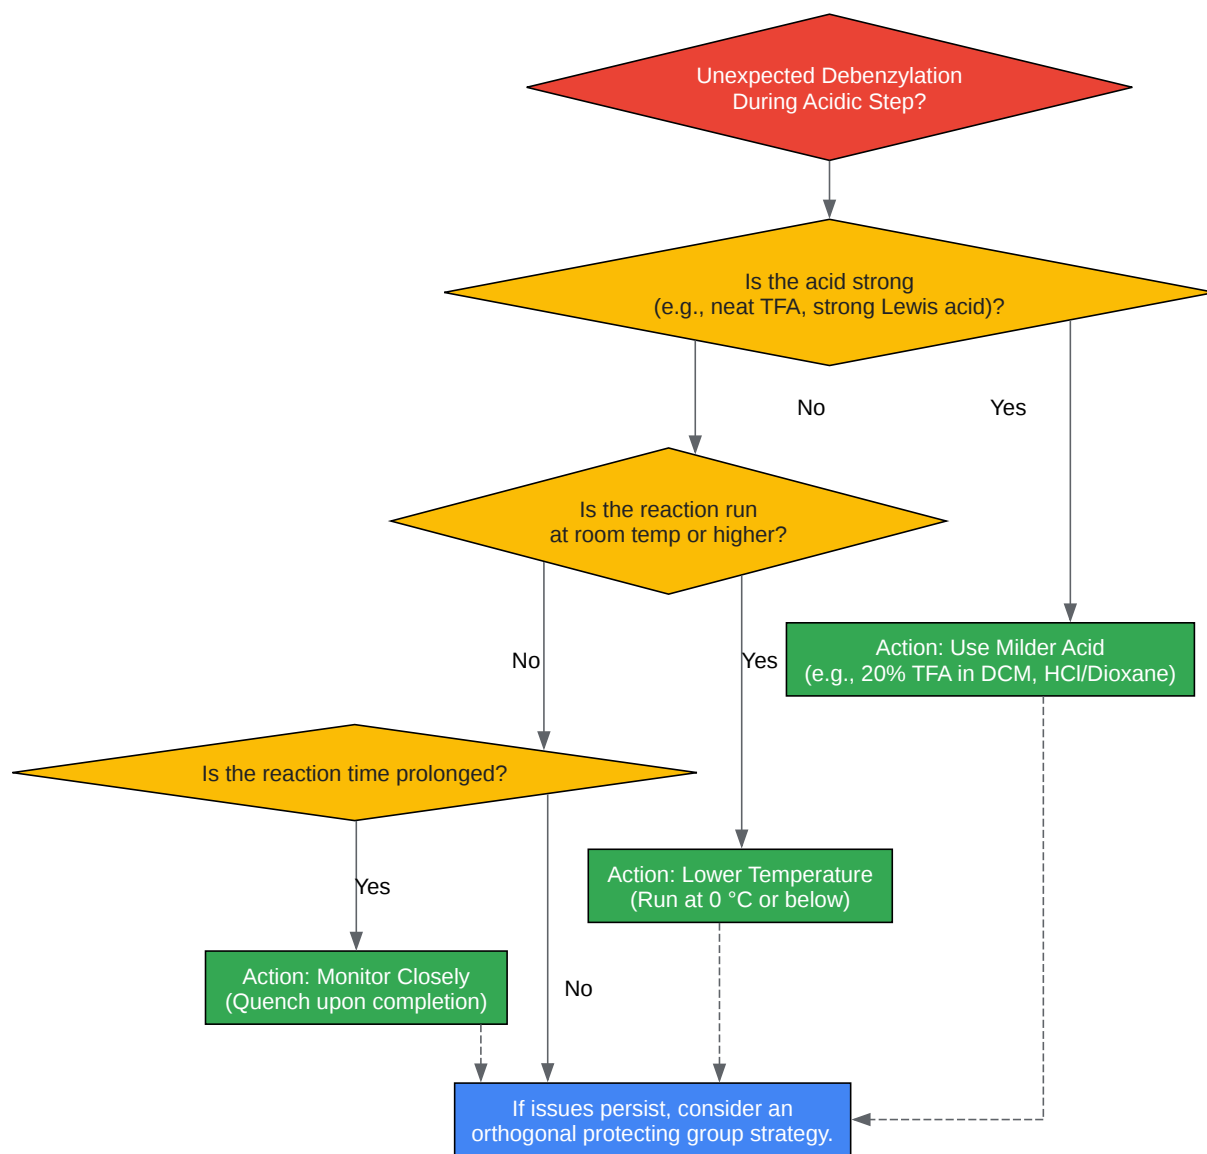 Unexpected Debenzylation
During Acidic Step?
Is the acid strong
(e.g., neat TFA, strong Lewis acid)?
No
Yes
Is the reaction run
at room temp or higher?
No
Yes
Action: Use Milder Acid
(e.g., 20% TFA in DCM, HCl/Dioxane)
Is the reaction time prolonged?
Yes
Action: Lower Temperature
(Run at 0 °C or below)
Action: Monitor Closely
(Quench upon completion)
No
If issues persist, consider an
orthogonal protecting group strategy.